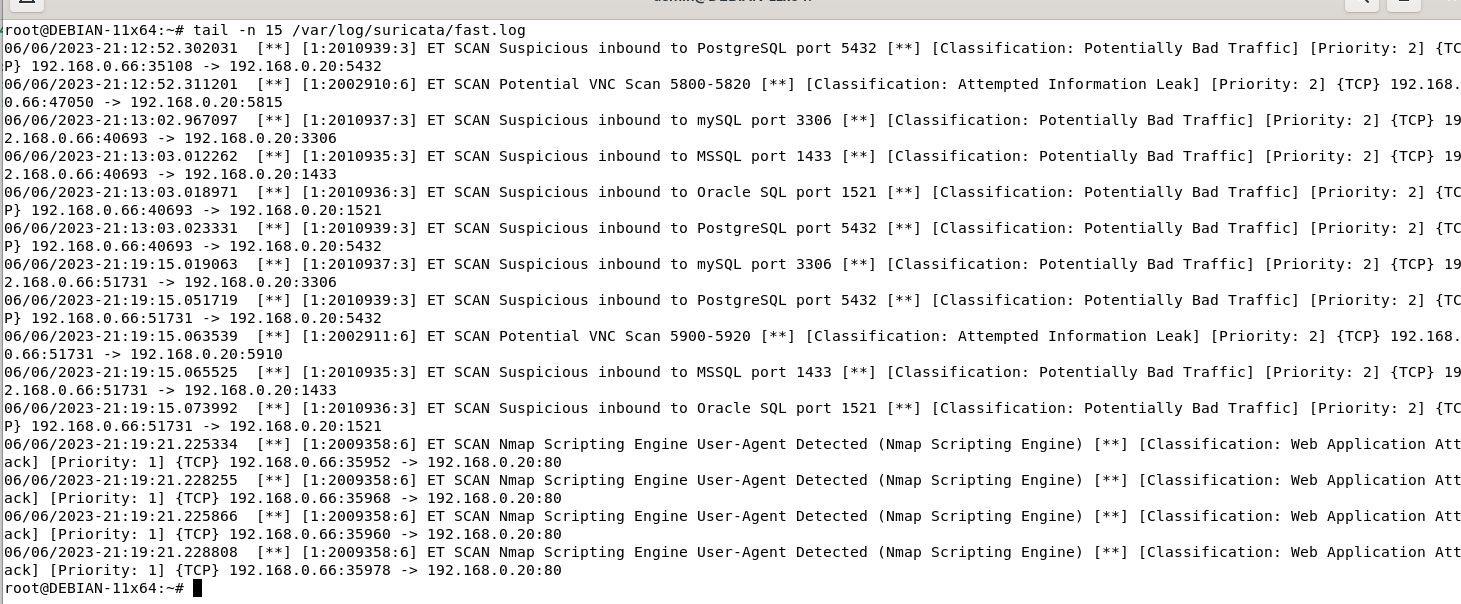 root@DEBIAN-11x64:~# tail -n 15 /var/log/suricata/fast.log
06/06/2023-21:12:52.302031  [**] [1:2010939:3] ET SCAN Suspicious inbound to PostgreSQL port 5432 [**] [Classification: Potentially Bad Traffic] [Priority: 2] {TC
P} 192.168.0.66:35108 -> 192.168.0.20:5432
06/06/2023-21:12:52.311201  [**] [1:2002910:6] ET SCAN Potential VNC Scan 5800-5820 [**] [Classification: Attempted Information Leak] [Priority: 2] {TCP} 192.168.
0.66:47050 -> 192.168.0.20:5815
06/06/2023-21:13:02.967097  [**] [1:2010937:3] ET SCAN Suspicious inbound to mySQL port 3306 [**] [Classification: Potentially Bad Traffic] [Priority: 2] {TCP} 19
2.168.0.66:40693 -> 192.168.0.20:3306
06/06/2023-21:13:03.012262  [**] [1:2010935:3] ET SCAN Suspicious inbound to MSSQL port 1433 [**] [Classification: Potentially Bad Traffic] [Priority: 2] {TCP} 19
2.168.0.66:40693 -> 192.168.0.20:1433
06/06/2023-21:13:03.018971  [**] [1:2010936:3] ET SCAN Suspicious inbound to Oracle SQL port 1521 [**] [Classification: Potentially Bad Traffic] [Priority: 2] {TC
P} 192.168.0.66:40693 -> 192.168.0.20:1521
06/06/2023-21:13:03.023331  [**] [1:2010939:3] ET SCAN Suspicious inbound to PostgreSQL port 5432 [**] [Classification: Potentially Bad Traffic] [Priority: 2] {TC
P} 192.168.0.66:40693 -> 192.168.0.20:5432
06/06/2023-21:19:15.019063  [**] [1:2010937:3] ET SCAN Suspicious inbound to mySQL port 3306 [**] [Classification: Potentially Bad Traffic] [Priority: 2] {TCP} 19
2.168.0.66:51731 -> 192.168.0.20:3306
06/06/2023-21:19:15.051719  [**] [1:2010939:3] ET SCAN Suspicious inbound to PostgreSQL port 5432 [**] [Classification: Potentially Bad Traffic] [Priority: 2] {TC
P} 192.168.0.66:51731 -> 192.168.0.20:5432
06/06/2023-21:19:15.063539  [**] [1:2002911:6] ET SCAN Potential VNC Scan 5900-5920 [**] [Classification: Attempted Information Leak] [Priority: 2] {TCP} 192.168.
0.66:51731 -> 192.168.0.20:5910
06/06/2023-21:19:15.065525  [**] [1:2010935:3] ET SCAN Suspicious inbound to MSSQL port 1433 [**] [Classification: Potentially Bad Traffic] [Priority: 2] {TCP} 19
2.168.0.66:51731 -> 192.168.0.20:1433
06/06/2023-21:19:15.073992  [**] [1:2010936:3] ET SCAN Suspicious inbound to Oracle SQL port 1521 [**] [Classification: Potentially Bad Traffic] [Priority: 2] {TC
P} 192.168.0.66:51731 -> 192.168.0.20:1521
06/06/2023-21:19:21.225334  [**] [1:2009358:6] ET SCAN Nmap Scripting Engine User-Agent Detected (Nmap Scripting Engine) [**] [Classification: Web Application Att
ack] [Priority: 1] {TCP} 192.168.0.66:35952 -> 192.168.0.20:80
06/06/2023-21:19:21.228255  [**] [1:2009358:6] ET SCAN Nmap Scripting Engine User-Agent Detected (Nmap Scripting Engine) [**] [Classification: Web Application Att
ack] [Priority: 1] {TCP} 192.168.0.66:35968 -> 192.168.0.20:80
06/06/2023-21:19:21.225866  [**] [1:2009358:6] ET SCAN Nmap Scripting Engine User-Agent Detected (Nmap Scripting Engine) [**] [Classification: Web Application Att
ack] [Priority: 1] {TCP} 192.168.0.66:35960 -> 192.168.0.20:80
06/06/2023-21:19:21.228808  [**] [1:2009358:6] ET SCAN Nmap Scripting Engine User-Agent Detected (Nmap Scripting Engine) [**] [Classification: Web Application Att
ack] [Priority: 1] {TCP} 192.168.0.66:35978 -> 192.168.0.20:80
root@DEBIAN-11x64:~#